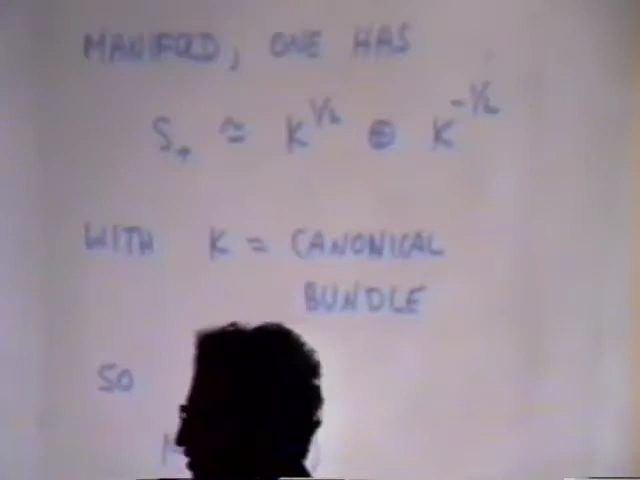 MANIFOLD, ONE HAS
S₊ ≅ K^{1/2} ⊕ K^{-1/2}
WITH K = CANONICAL
BUNDLE
SO